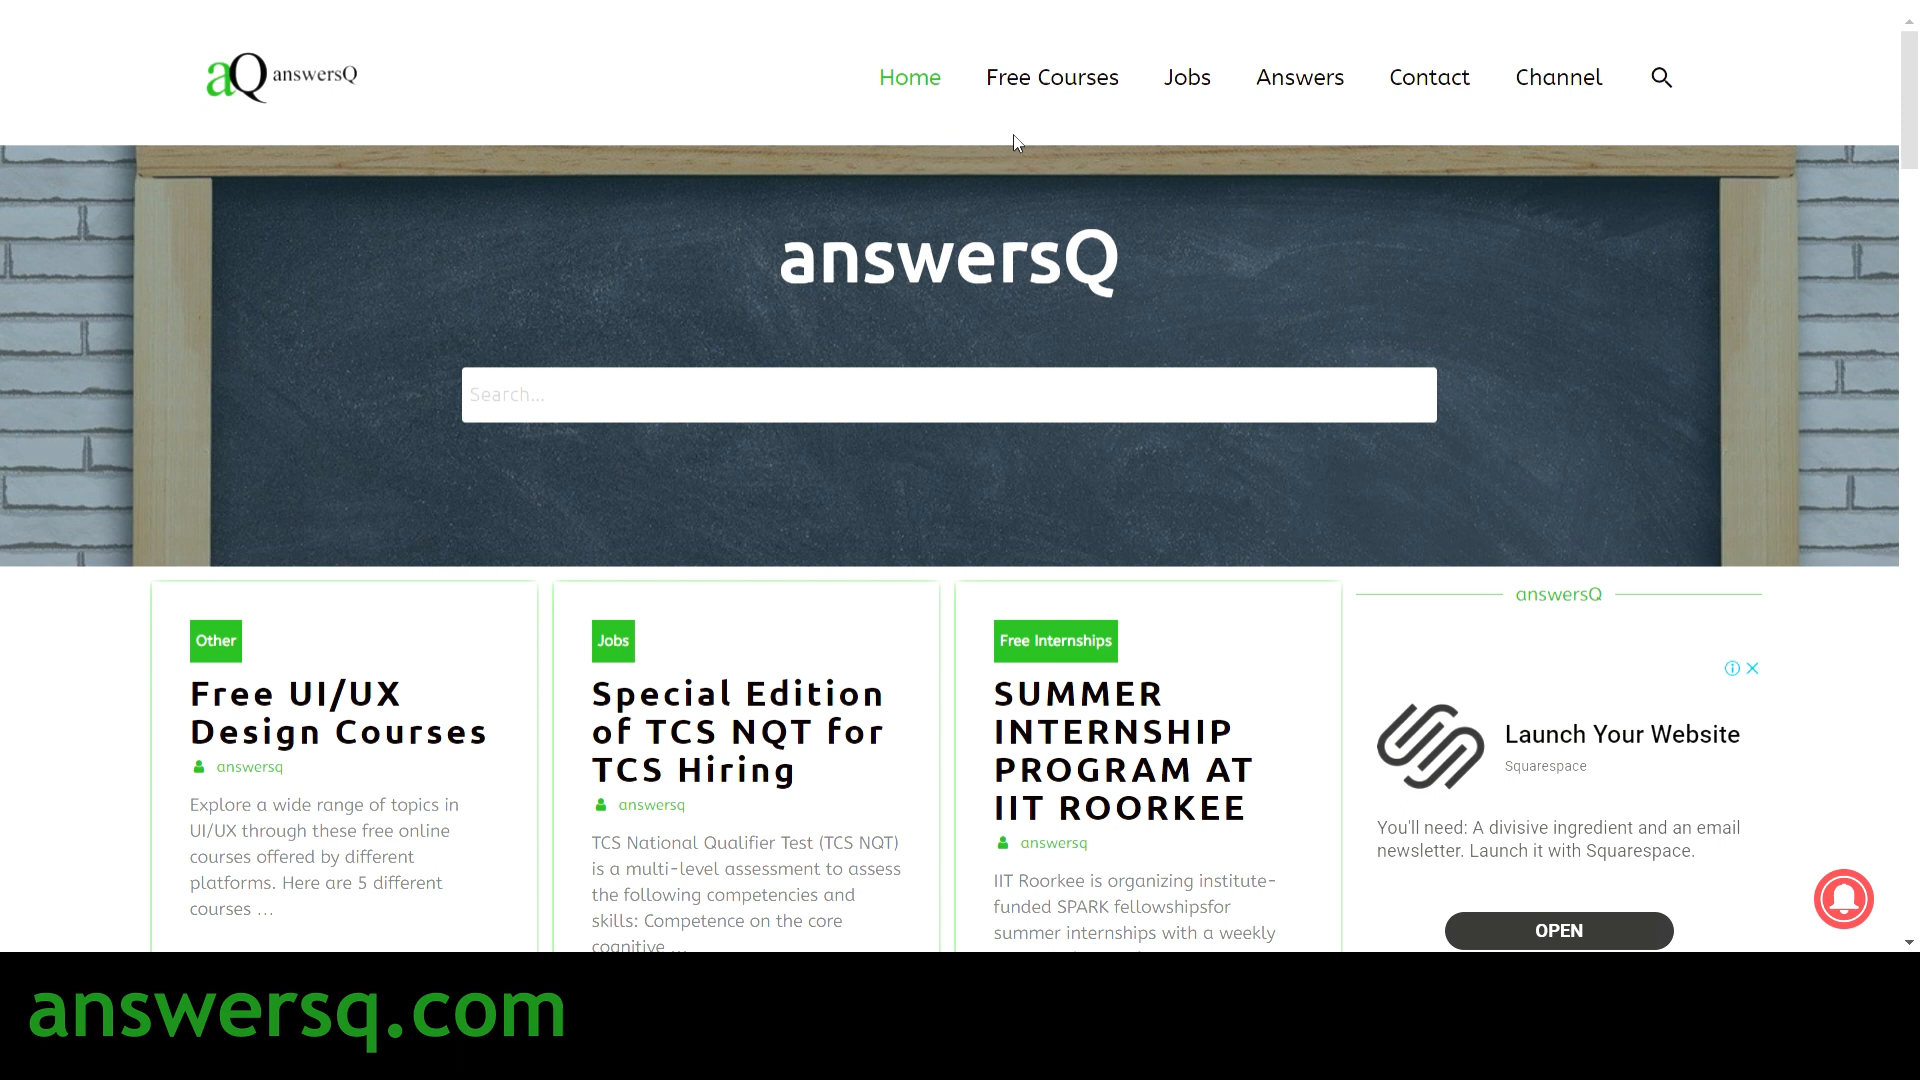 aQ answersQ
Home Free Courses Jobs Answers Contact Channel
answersQ
Search...
Other
Free UI/UX
Design Courses
answersq
Explore a wide range of topics in
UI/UX through these free online
courses offered by different
platforms. Here are 5 different
courses ...
Jobs
Special Edition
of TCS NQT for
TCS Hiring
answersq
TCS National Qualifier Test (TCS NQT)
is a multi-level assessment to assess
the following competencies and
skills: Competence on the core
cognitive ...
Free Internships
SUMMER
INTERNSHIP
PROGRAM AT
IIT ROORKEE
answersq
IIT Roorkee is organizing institute-
funded SPARK fellowshipsfor
summer internships with a weekly
answersQ
Launch Your Website
Squarespace
You'll need: A divisive ingredient and an email
newsletter. Launch it with Squarespace.
OPEN
answersq.com